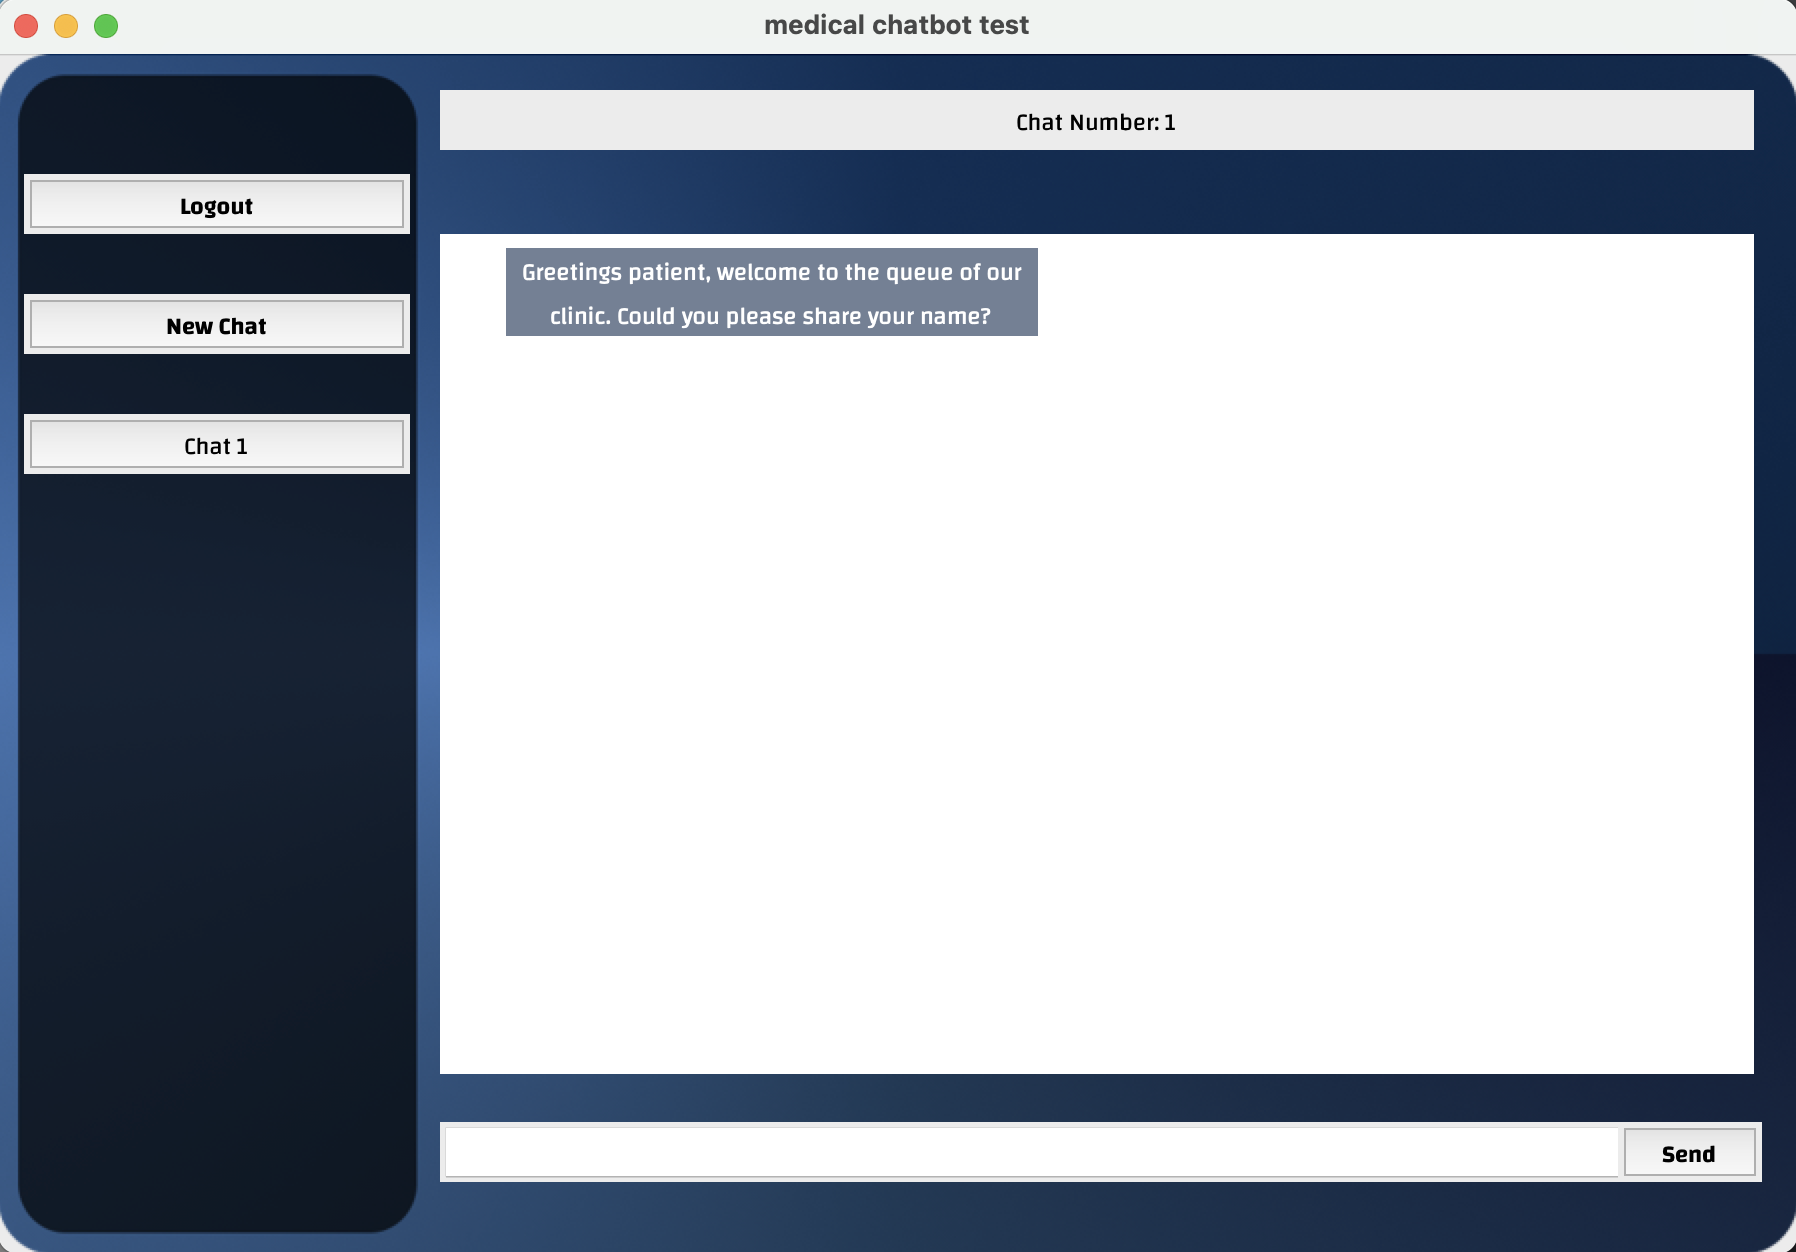 medical chatbot test
Chat Number: 1
Logout
New Chat
Chat 1
Greetings patient, welcome to the queue of our
clinic. Could you please share your name?
Send